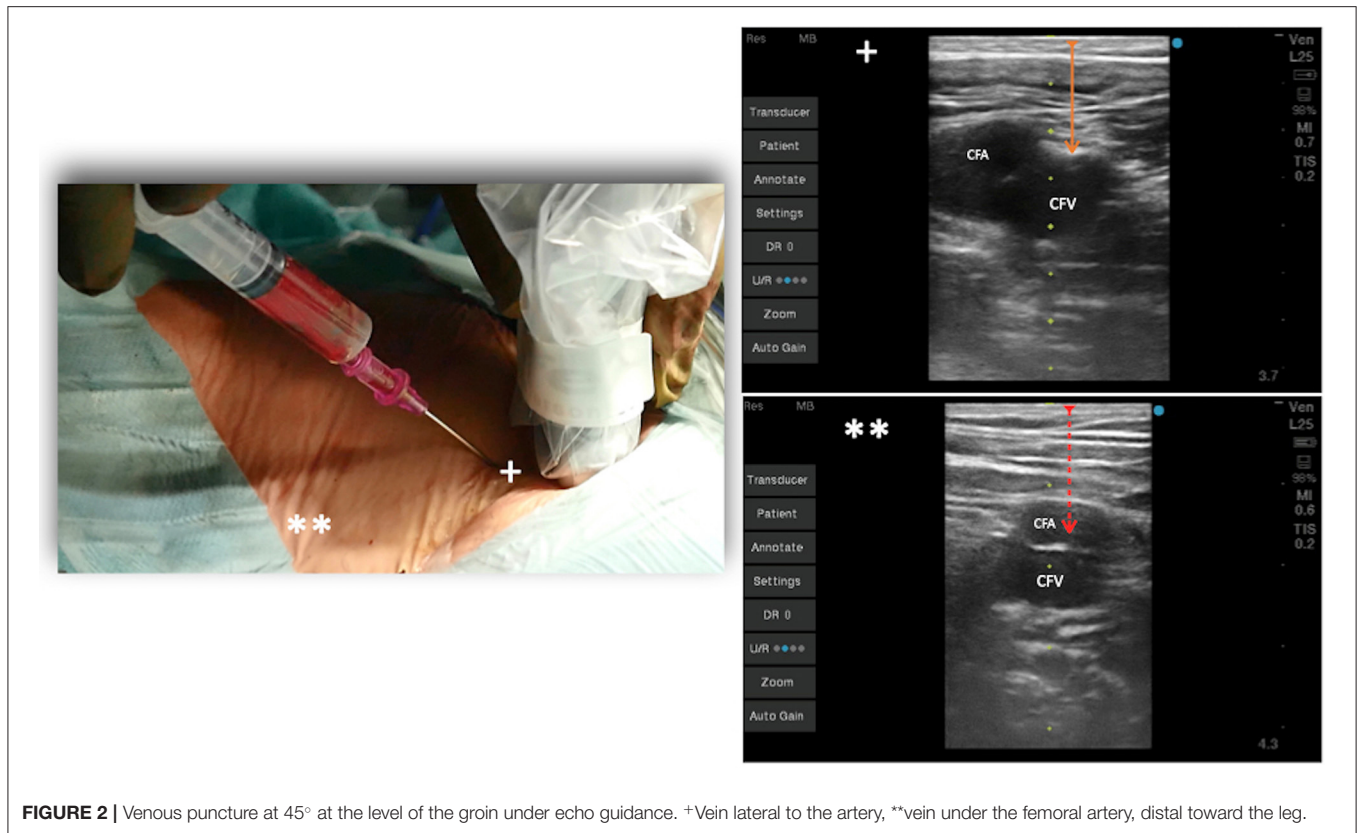 Res MB
+
Ven
L25
98%
MI
0.7
TIS
0.2
Transducer
Patient
Annotate
Settings
DR 0
U/R
Zoom
Auto Gain
CFA
CFV
3.7
+
**
Res MB
**
Ven
L25
98%
MI
0.6
TIS
0.2
Transducer
Patient
Annotate
Settings
DR 0
U/R
Zoom
Auto Gain
CFA
CFV
4.3
FIGURE 2 | Venous puncture at 45° at the level of the groin under echo guidance. +Vein lateral to the artery, **vein under the femoral artery, distal toward the leg.